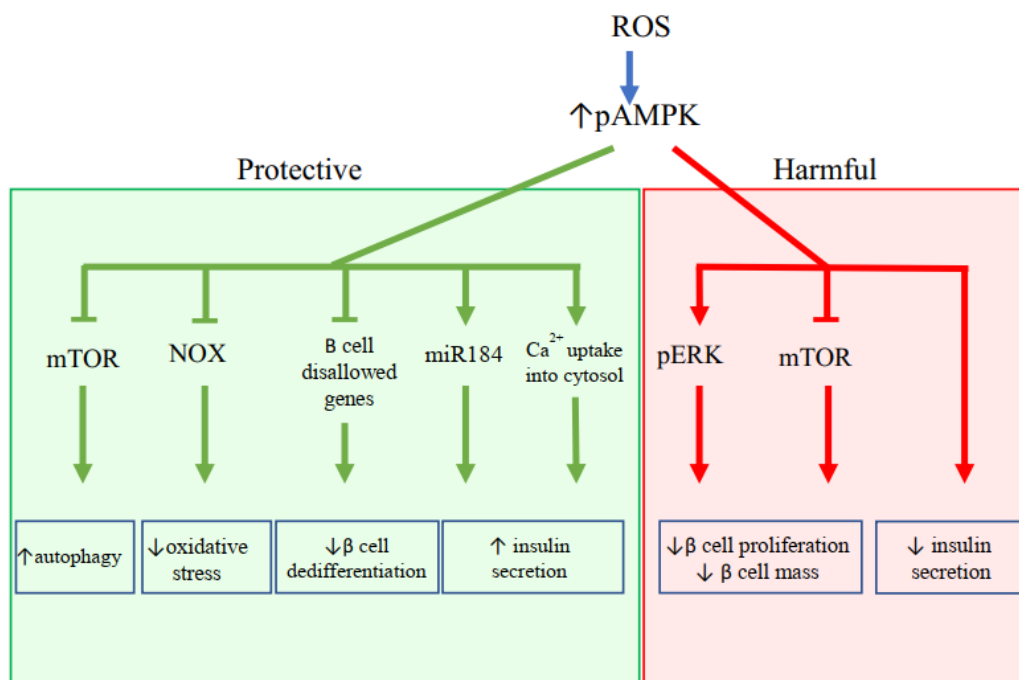 ROS
↑pAMPK
Protective
Harmful
mTOR
NOX
B cell
disallowed
genes
miR184
Ca²⁺ uptake
into cytosol
pERK
mTOR
↑autophagy
↓oxidative
stress
↓β cell
dedifferentiation
↑ insulin
secretion
↓β cell proliferation
↓ β cell mass
↓ insulin
secretion